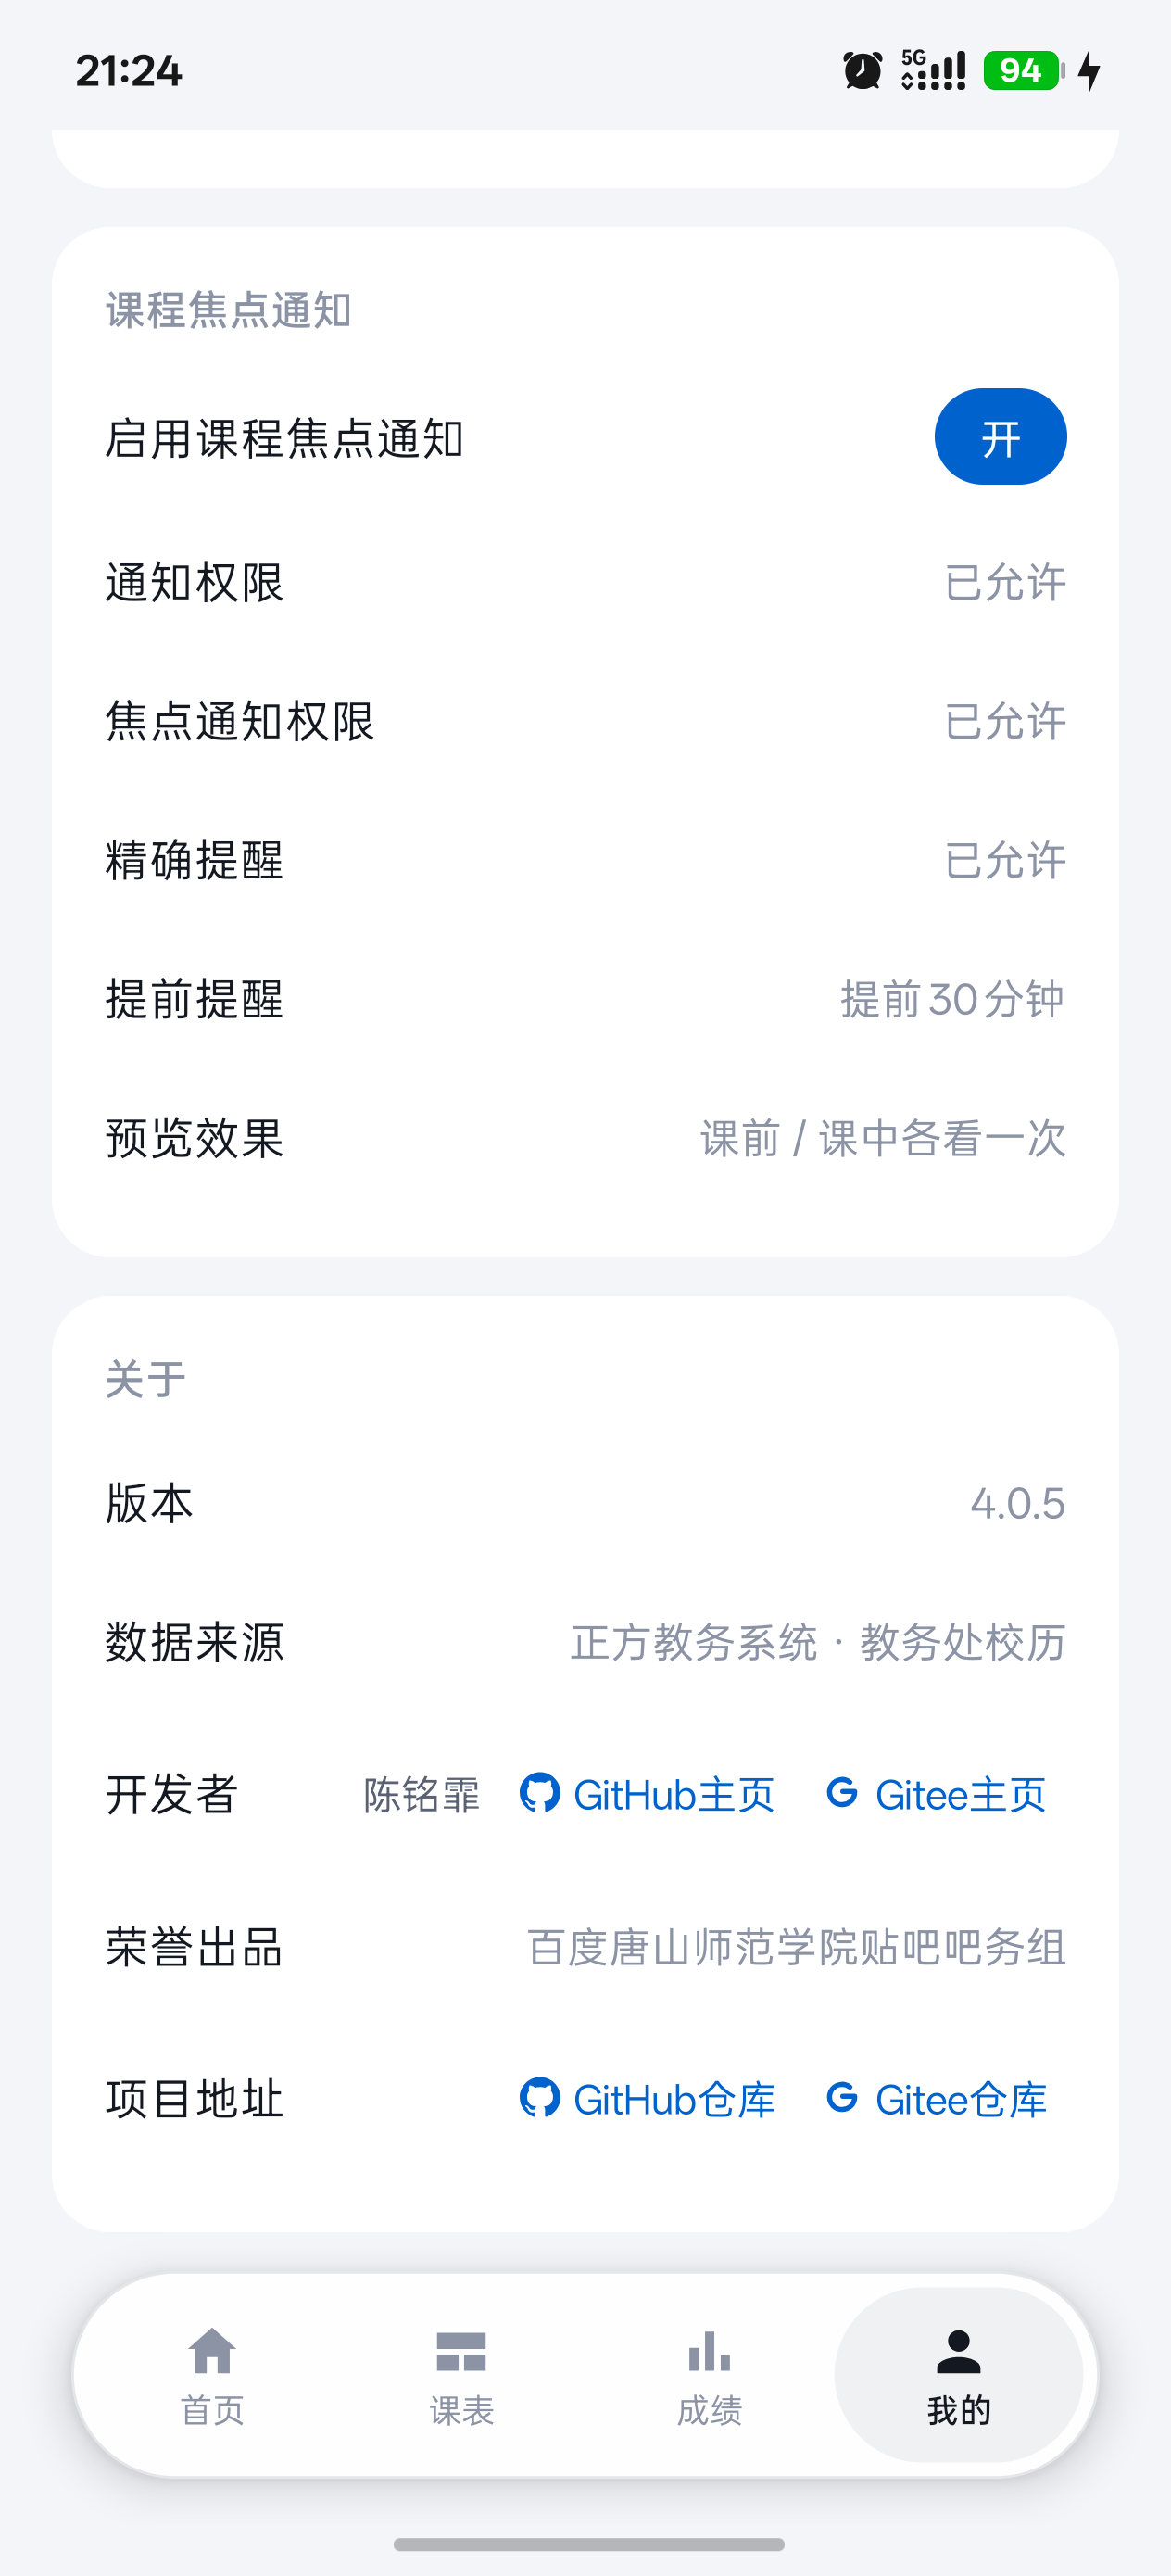 21:24
5G 94
课程焦点通知
启用课程焦点通知 开
通知权限 已允许
焦点通知权限 已允许
精确提醒 已允许
提前提醒 提前30分钟
预览效果 课前 / 课中各看一次
关于
版本 4.0.5
数据来源 正方教务系统 · 教务处校历
开发者 陈铭霏 GitHub主页 Gitee主页
荣誉出品 百度唐山师范学院贴吧吧务组
项目地址 GitHub仓库 Gitee仓库
首页 课表 成绩 我的